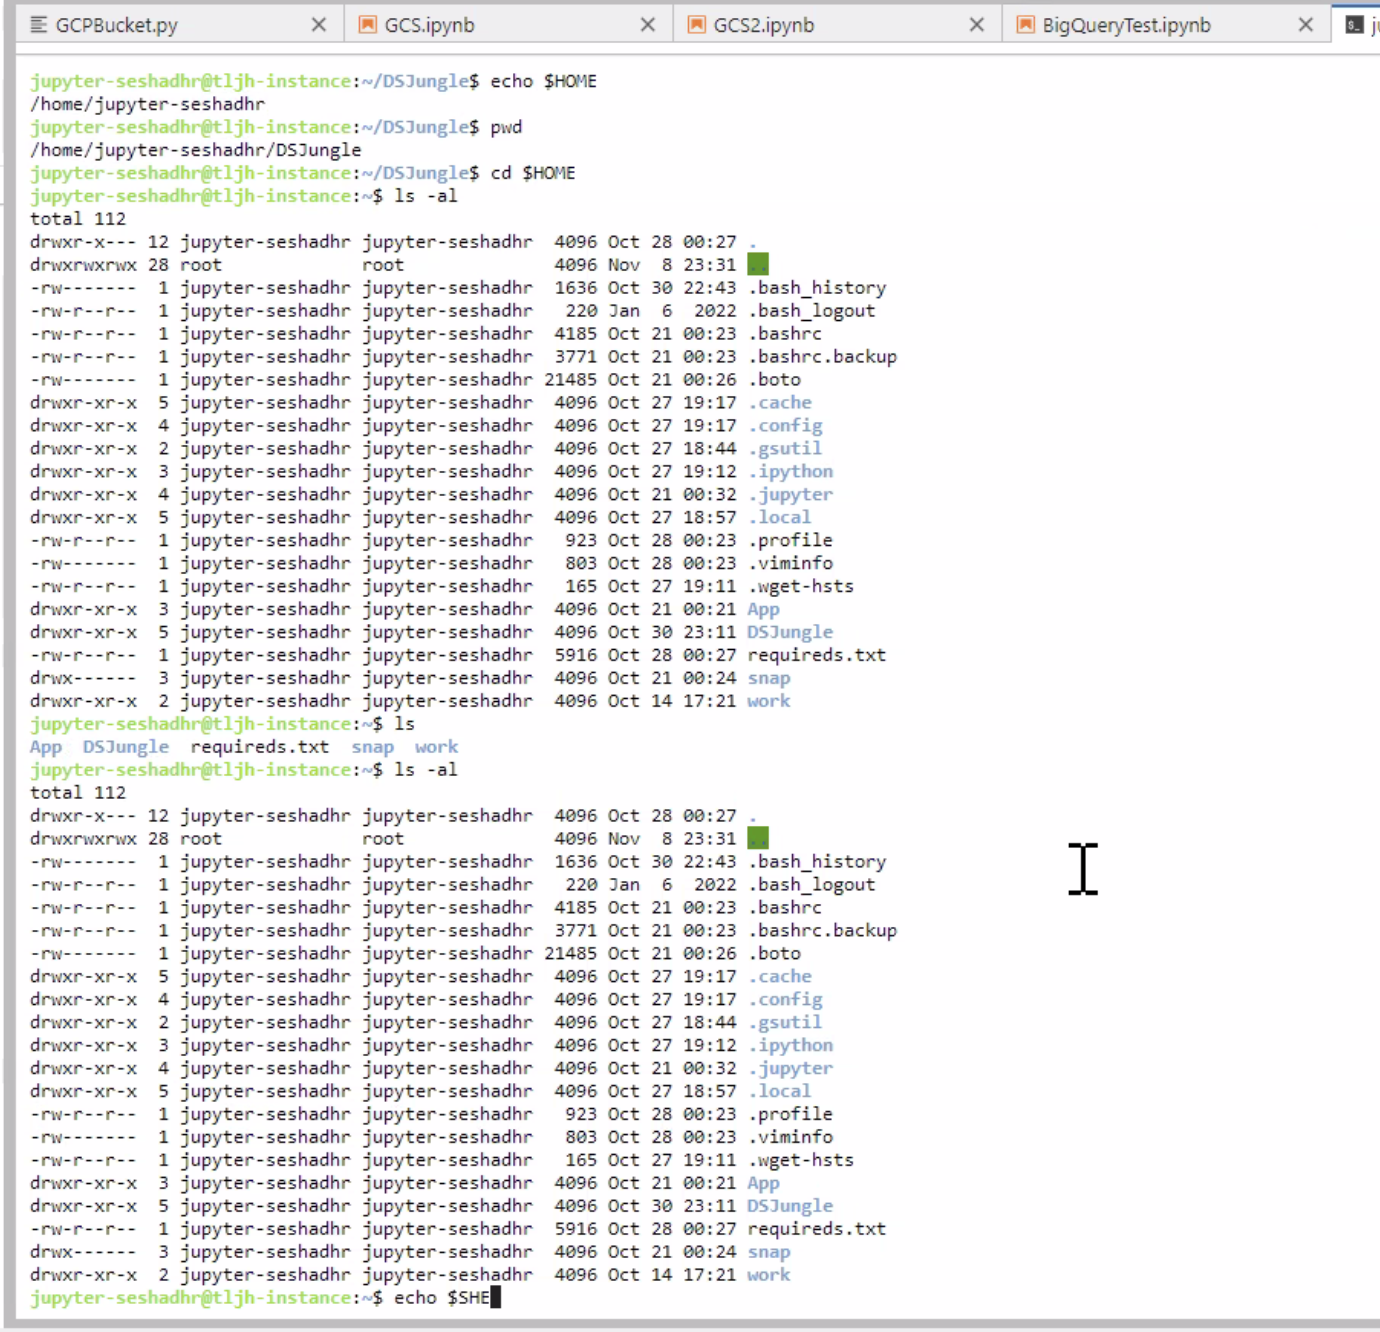 GCPBucket.py GCS.ipynb GCS2.ipynb BigQueryTest.ipynb
jupyter-seshadhr@tljh-instance:~/DSJungle$ echo $HOME
/home/jupyter-seshadhr
jupyter-seshadhr@tljh-instance:~/DSJungle$ pwd
/home/jupyter-seshadhr/DSJungle
jupyter-seshadhr@tljh-instance:~/DSJungle$ cd $HOME
jupyter-seshadhr@tljh-instance:~$ ls -al
total 112
drwxr-x--- 12 jupyter-seshadhr jupyter-seshadhr  4096 Oct 28 00:27 .
drwxrwxrwx 28 root             root              4096 Nov  8 23:31 ..
-rw-------  1 jupyter-seshadhr jupyter-seshadhr  1636 Oct 30 22:43 .bash_history
-rw-r--r--  1 jupyter-seshadhr jupyter-seshadhr   220 Jan  6  2022 .bash_logout
-rw-r--r--  1 jupyter-seshadhr jupyter-seshadhr  4185 Oct 21 00:23 .bashrc
-rw-r--r--  1 jupyter-seshadhr jupyter-seshadhr  3771 Oct 21 00:23 .bashrc.backup
-rw-------  1 jupyter-seshadhr jupyter-seshadhr 21485 Oct 21 00:26 .boto
drwxr-xr-x  5 jupyter-seshadhr jupyter-seshadhr  4096 Oct 27 19:17 .cache
drwxr-xr-x  4 jupyter-seshadhr jupyter-seshadhr  4096 Oct 27 19:17 .config
drwxr-xr-x  2 jupyter-seshadhr jupyter-seshadhr  4096 Oct 27 18:44 .gsutil
drwxr-xr-x  3 jupyter-seshadhr jupyter-seshadhr  4096 Oct 27 19:12 .ipython
drwxr-xr-x  4 jupyter-seshadhr jupyter-seshadhr  4096 Oct 21 00:32 .jupyter
drwxr-xr-x  5 jupyter-seshadhr jupyter-seshadhr  4096 Oct 27 18:57 .local
-rw-r--r--  1 jupyter-seshadhr jupyter-seshadhr   923 Oct 28 00:23 .profile
-rw-------  1 jupyter-seshadhr jupyter-seshadhr   803 Oct 28 00:23 .viminfo
-rw-r--r--  1 jupyter-seshadhr jupyter-seshadhr   165 Oct 27 19:11 .wget-hsts
drwxr-xr-x  3 jupyter-seshadhr jupyter-seshadhr  4096 Oct 21 00:21 App
drwxr-xr-x  5 jupyter-seshadhr jupyter-seshadhr  4096 Oct 30 23:11 DSJungle
-rw-r--r--  1 jupyter-seshadhr jupyter-seshadhr  5916 Oct 28 00:27 requireds.txt
drwx------  3 jupyter-seshadhr jupyter-seshadhr  4096 Oct 21 00:24 snap
drwxr-xr-x  2 jupyter-seshadhr jupyter-seshadhr  4096 Oct 14 17:21 work
jupyter-seshadhr@tljh-instance:~$ ls
App  DSJungle  requireds.txt  snap  work
jupyter-seshadhr@tljh-instance:~$ ls -al
total 112
drwxr-x--- 12 jupyter-seshadhr jupyter-seshadhr  4096 Oct 28 00:27 .
drwxrwxrwx 28 root             root              4096 Nov  8 23:31 ..
-rw-------  1 jupyter-seshadhr jupyter-seshadhr  1636 Oct 30 22:43 .bash_history
-rw-r--r--  1 jupyter-seshadhr jupyter-seshadhr   220 Jan  6  2022 .bash_logout
-rw-r--r--  1 jupyter-seshadhr jupyter-seshadhr  4185 Oct 21 00:23 .bashrc
-rw-r--r--  1 jupyter-seshadhr jupyter-seshadhr  3771 Oct 21 00:23 .bashrc.backup
-rw-------  1 jupyter-seshadhr jupyter-seshadhr 21485 Oct 21 00:26 .boto
drwxr-xr-x  5 jupyter-seshadhr jupyter-seshadhr  4096 Oct 27 19:17 .cache
drwxr-xr-x  4 jupyter-seshadhr jupyter-seshadhr  4096 Oct 27 19:17 .config
drwxr-xr-x  2 jupyter-seshadhr jupyter-seshadhr  4096 Oct 27 18:44 .gsutil
drwxr-xr-x  3 jupyter-seshadhr jupyter-seshadhr  4096 Oct 27 19:12 .ipython
drwxr-xr-x  4 jupyter-seshadhr jupyter-seshadhr  4096 Oct 21 00:32 .jupyter
drwxr-xr-x  5 jupyter-seshadhr jupyter-seshadhr  4096 Oct 27 18:57 .local
-rw-r--r--  1 jupyter-seshadhr jupyter-seshadhr   923 Oct 28 00:23 .profile
-rw-------  1 jupyter-seshadhr jupyter-seshadhr   803 Oct 28 00:23 .viminfo
-rw-r--r--  1 jupyter-seshadhr jupyter-seshadhr   165 Oct 27 19:11 .wget-hsts
drwxr-xr-x  3 jupyter-seshadhr jupyter-seshadhr  4096 Oct 21 00:21 App
drwxr-xr-x  5 jupyter-seshadhr jupyter-seshadhr  4096 Oct 30 23:11 DSJungle
-rw-r--r--  1 jupyter-seshadhr jupyter-seshadhr  5916 Oct 28 00:27 requireds.txt
drwx------  3 jupyter-seshadhr jupyter-seshadhr  4096 Oct 21 00:24 snap
drwxr-xr-x  2 jupyter-seshadhr jupyter-seshadhr  4096 Oct 14 17:21 work
jupyter-seshadhr@tljh-instance:~$ echo $SHE